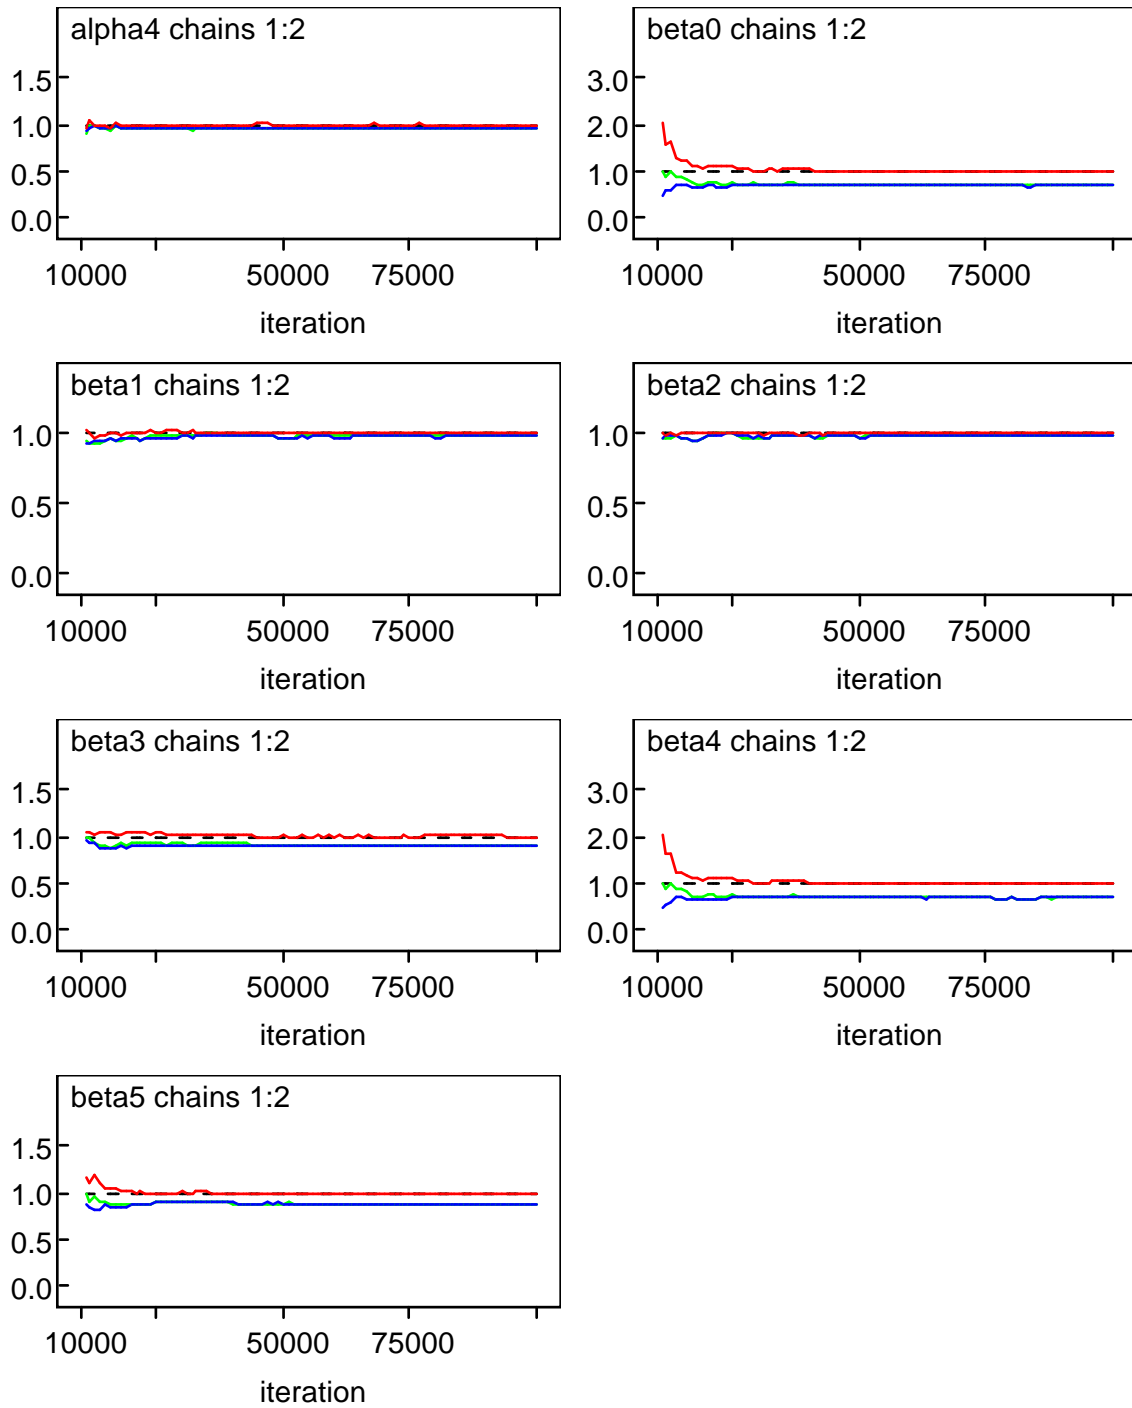 alpha4 chains 1:2
1.5
1.0
0.5
0.0
10000 50000 75000
iteration
beta0 chains 1:2
3.0
2.0
1.0
0.0
10000 50000 75000
iteration
beta1 chains 1:2
1.0
0.5
0.0
10000 50000 75000
iteration
beta2 chains 1:2
1.0
0.5
0.0
10000 50000 75000
iteration
beta3 chains 1:2
1.5
1.0
0.5
0.0
10000 50000 75000
iteration
beta4 chains 1:2
3.0
2.0
1.0
0.0
10000 50000 75000
iteration
beta5 chains 1:2
1.5
1.0
0.5
0.0
10000 50000 75000
iteration